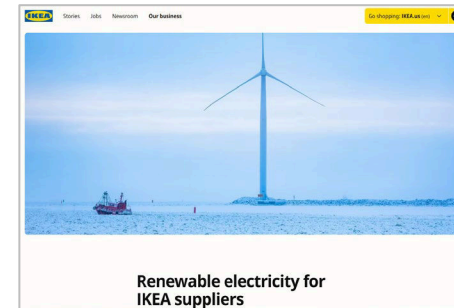 IKEA Stories Jobs Newsroom Our business Go shopping: IKEA.us (en)
Renewable electricity for
IKEA suppliers